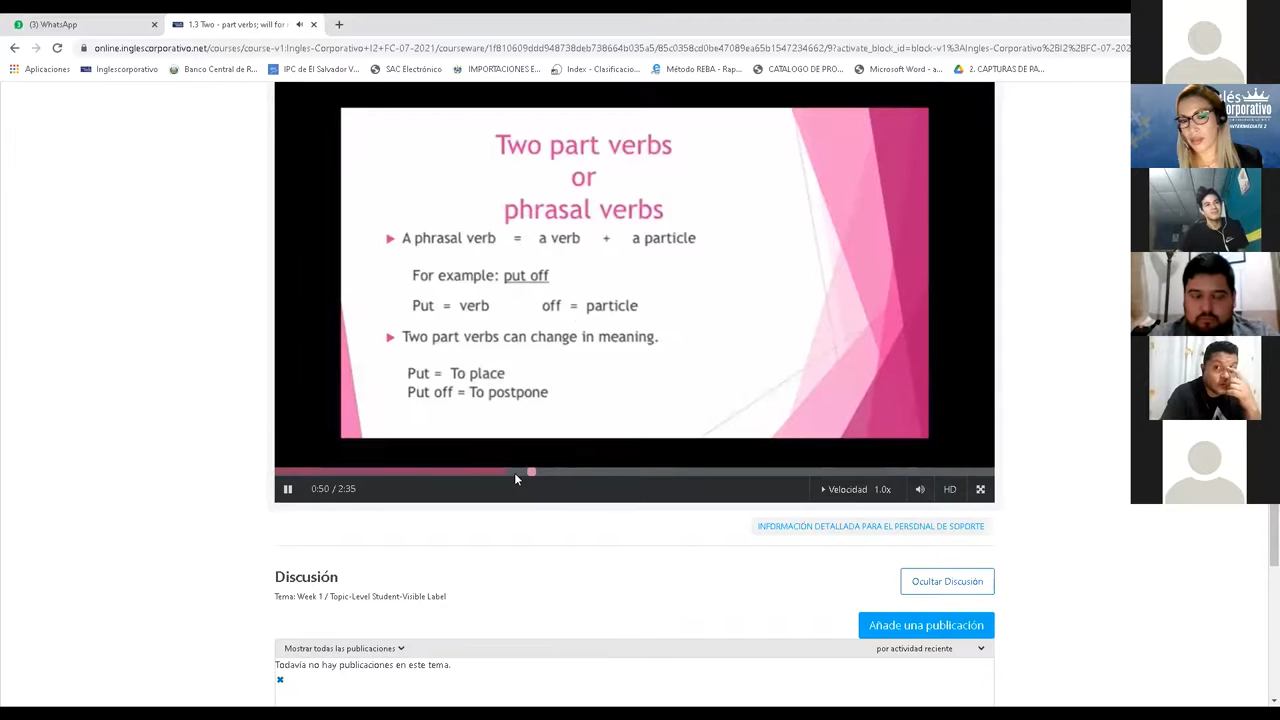 (3) WhatsApp
1.3 Two - part verbs; will for
online.inglescorporativo.net/courses/course-v1:Ingles-Corporativo+I2+FC-07-2021/courseware/1f810609ddd948738deb738664b035a5/85c0358cd0be47089ea65b1547234662/9?activate_block_id=block-v1%3AIngles-Corporativo%2BI2%2BFC-07-202
Aplicaciones
Inglescorporativo
Banco Central de R...
IPC de El Salvador V...
SAC Electrónico
IMPORTACIONES E...
Index - Clasificacio...
Método REBA - Rap...
CATALOGO DE PRO...
Microsoft Word - a...
2. CAPTURAS DE PA...
Two part verbs
or
phrasal verbs
A phrasal verb = a verb + a particle
For example: put off
Put = verb off = particle
Two part verbs can change in meaning.
Put = To place
Put off = To postpone
0:50 / 2:35
Velocidad 1.0x
HD
INFORMACIÓN DETALLADA PARA EL PERSONAL DE SOPORTE
Discusión
Ocultar Discusión
Tema: Week 1 / Topic-Level Student-Visible Label
Añade una publicación
Mostrar todas las publicaciones
por actividad reciente
Todavía no hay publicaciones en este tema.
INTERMEDIATE 2